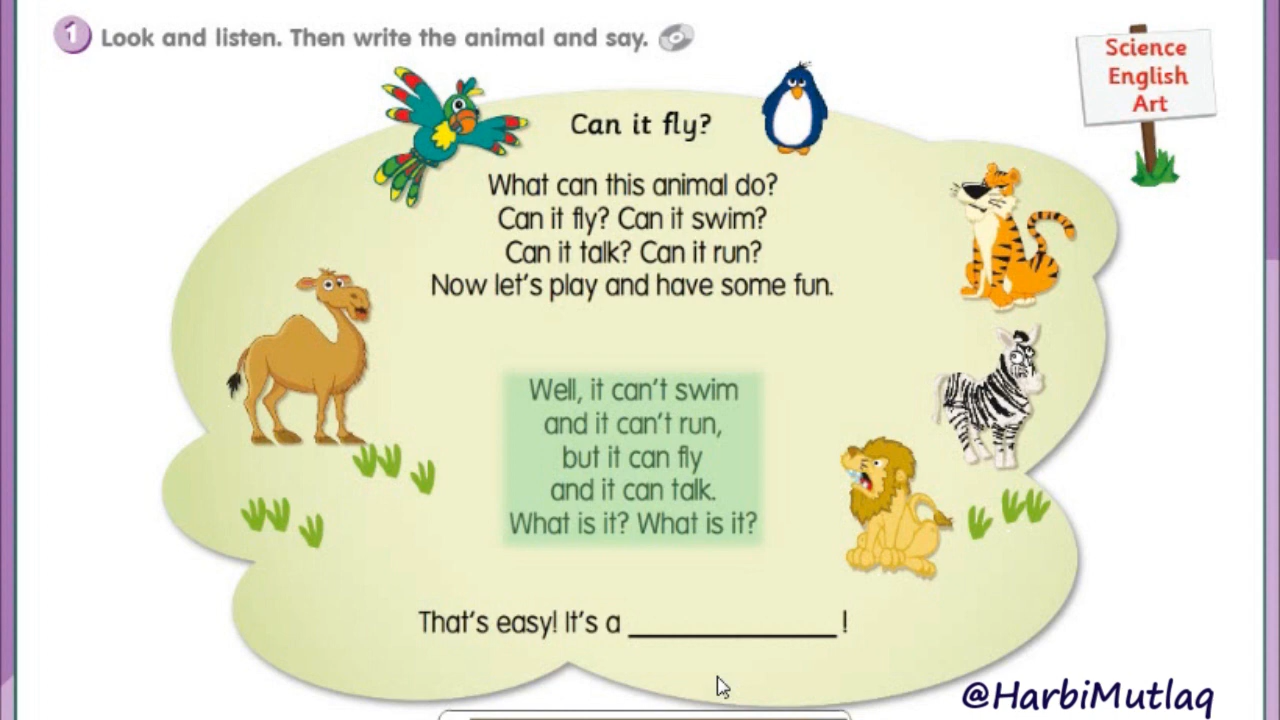 1 Look and listen. Then write the animal and say.
Science
English
Art
Can it fly?
What can this animal do?
Can it fly? Can it swim?
Can it talk? Can it run?
Now let's play and have some fun.
Well, it can't swim
and it can't run,
but it can fly
and it can talk.
What is it? What is it?
That's easy! It's a ____________ !
@HarbiMutlaq